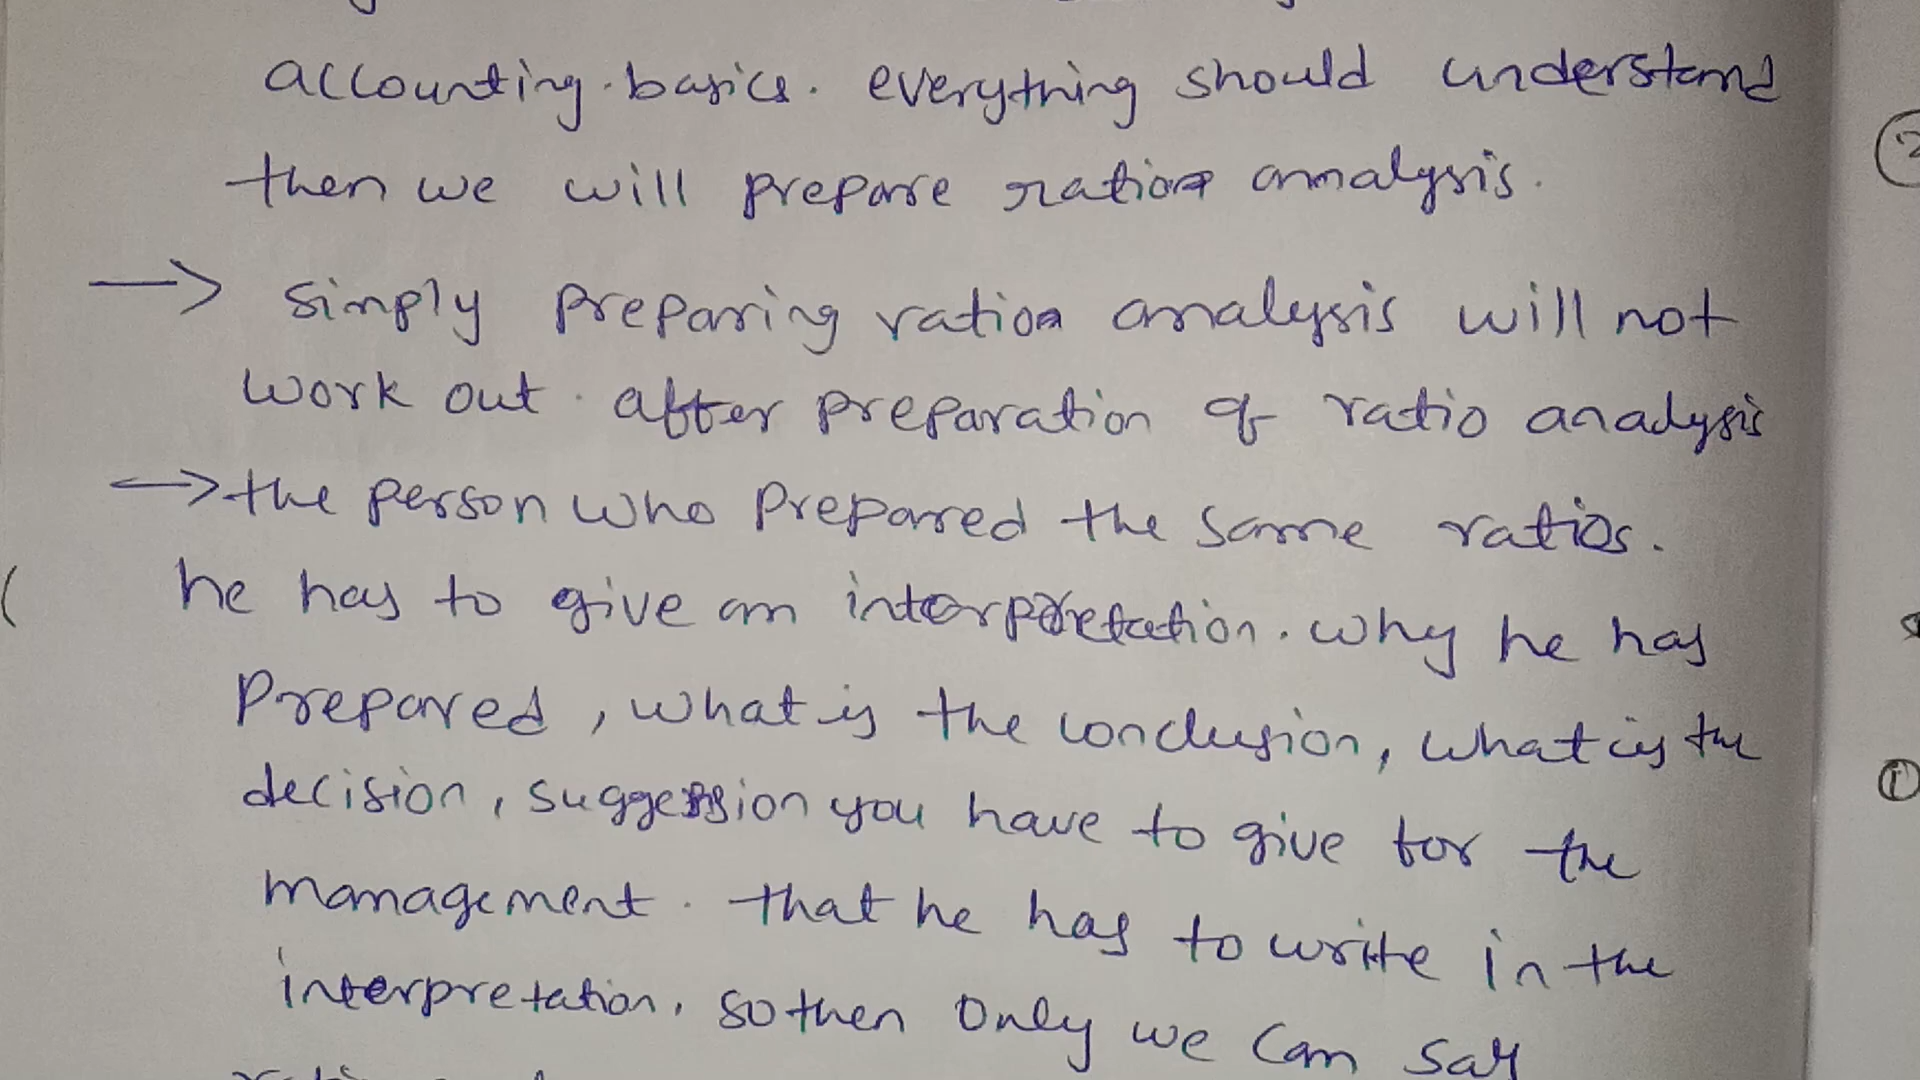 accounting basics. everything should understand
then we will prepare ratio analysis.
→ simply preparing ratio analysis will not
work out. after preparation of ratio analysis
→ the person who prepared the same ratios.
he has to give an interpretation. why he has
prepared, what is the conclusion, what is the
decision, suggession you have to give for the
management. that he has to write in the
interpretation, so then only we can say